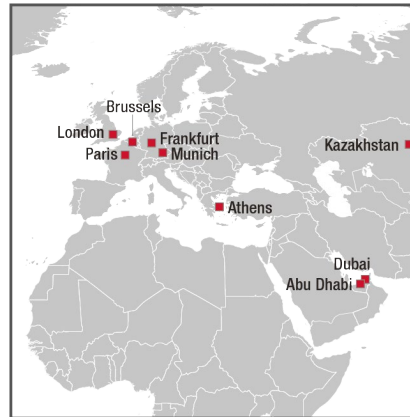 Brussels
London
Frankfurt
Paris
Munich
Kazakhstan
Athens
Dubai
Abu Dhabi